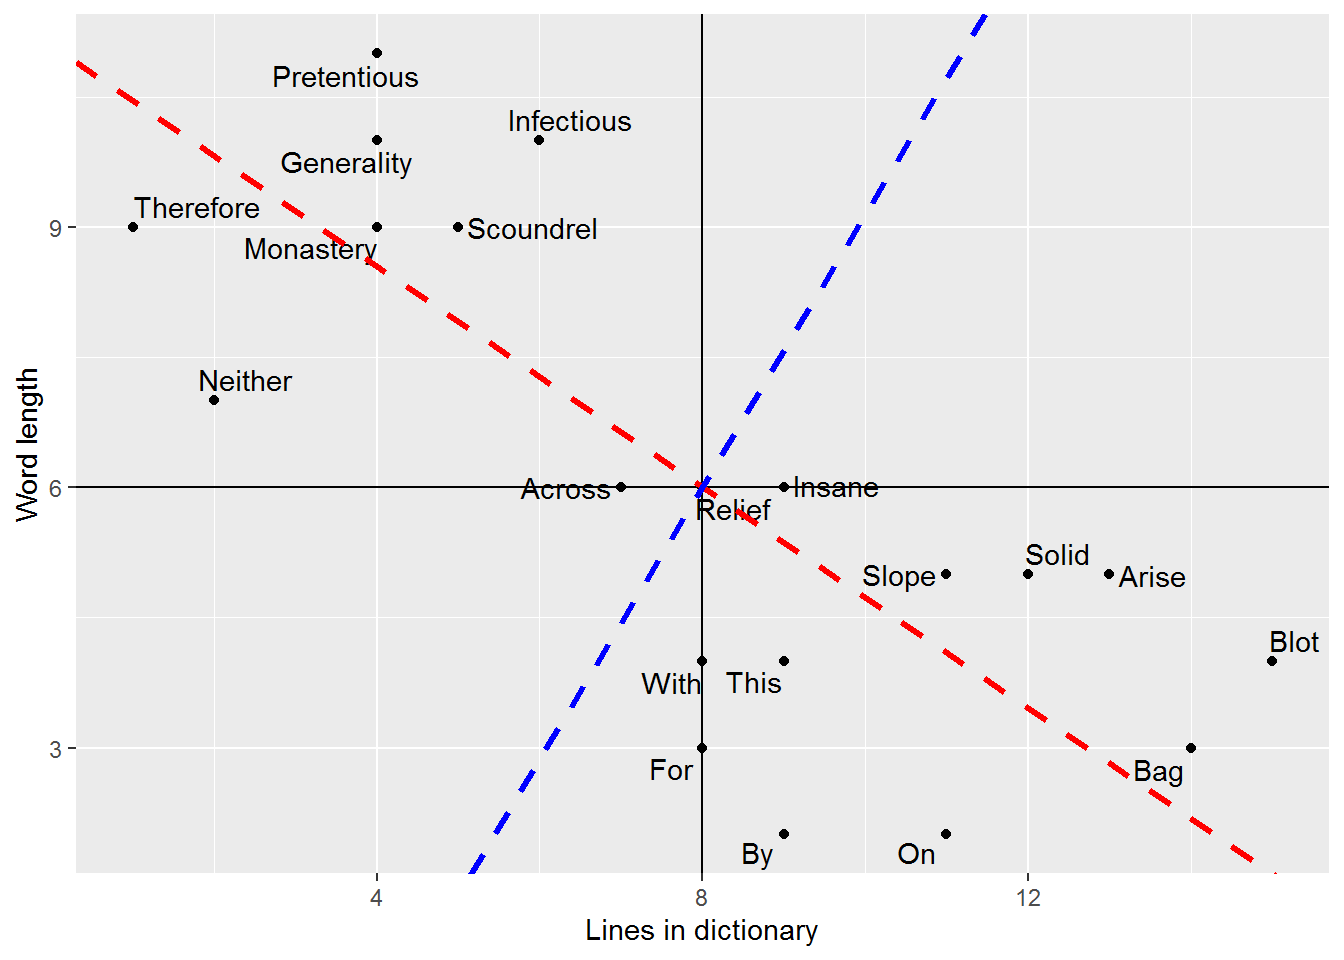 Pretentious
Infectious
Generality
Therefore
Scoundrel
Monastery
Neither
Across
Insane
Relief
Solid
Slope
Arise
Blot
With
This
For
Bag
By
On
9
6
3
4
8
12
Word length
Lines in dictionary